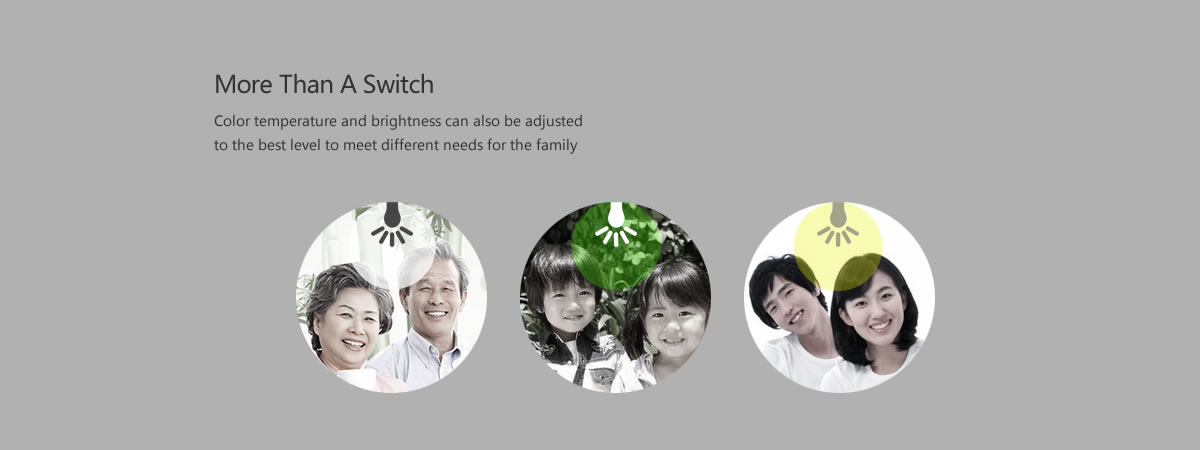 More Than A Switch
Color temperature and brightness can also be adjusted
to the best level to meet different needs for the family